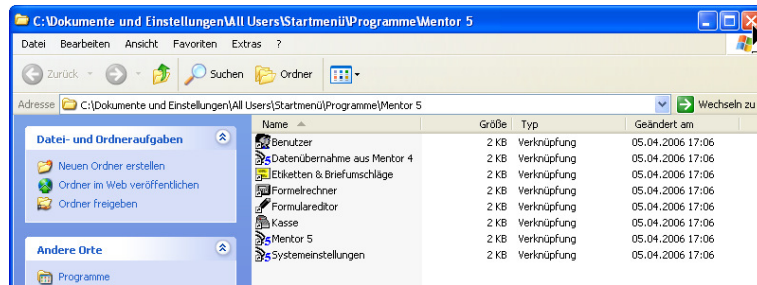 C:\Dokumente und Einstellungen\All Users\Startmenü\Programme\Mentor 5
Datei Bearbeiten Ansicht Favoriten Extras ?
Zurück Suchen Ordner
Adresse C:\Dokumente und Einstellungen\All Users\Startmenü\Programme\Mentor 5 Wechseln zu
Datei- und Ordneraufgaben
Neuen Ordner erstellen
Ordner im Web veröffentlichen
Ordner freigeben
Andere Orte
Programme
Name Größe Typ Geändert am
Benutzer 2 KB Verknüpfung 05.04.2006 17:06
Datenübernahme aus Mentor 4 2 KB Verknüpfung 05.04.2006 17:06
Etiketten & Briefumschläge 2 KB Verknüpfung 05.04.2006 17:06
Formelrechner 2 KB Verknüpfung 05.04.2006 17:06
Formulareditor 2 KB Verknüpfung 05.04.2006 17:06
Kasse 2 KB Verknüpfung 05.04.2006 17:06
Mentor 5 2 KB Verknüpfung 05.04.2006 17:06
Systemeinstellungen 2 KB Verknüpfung 05.04.2006 17:06